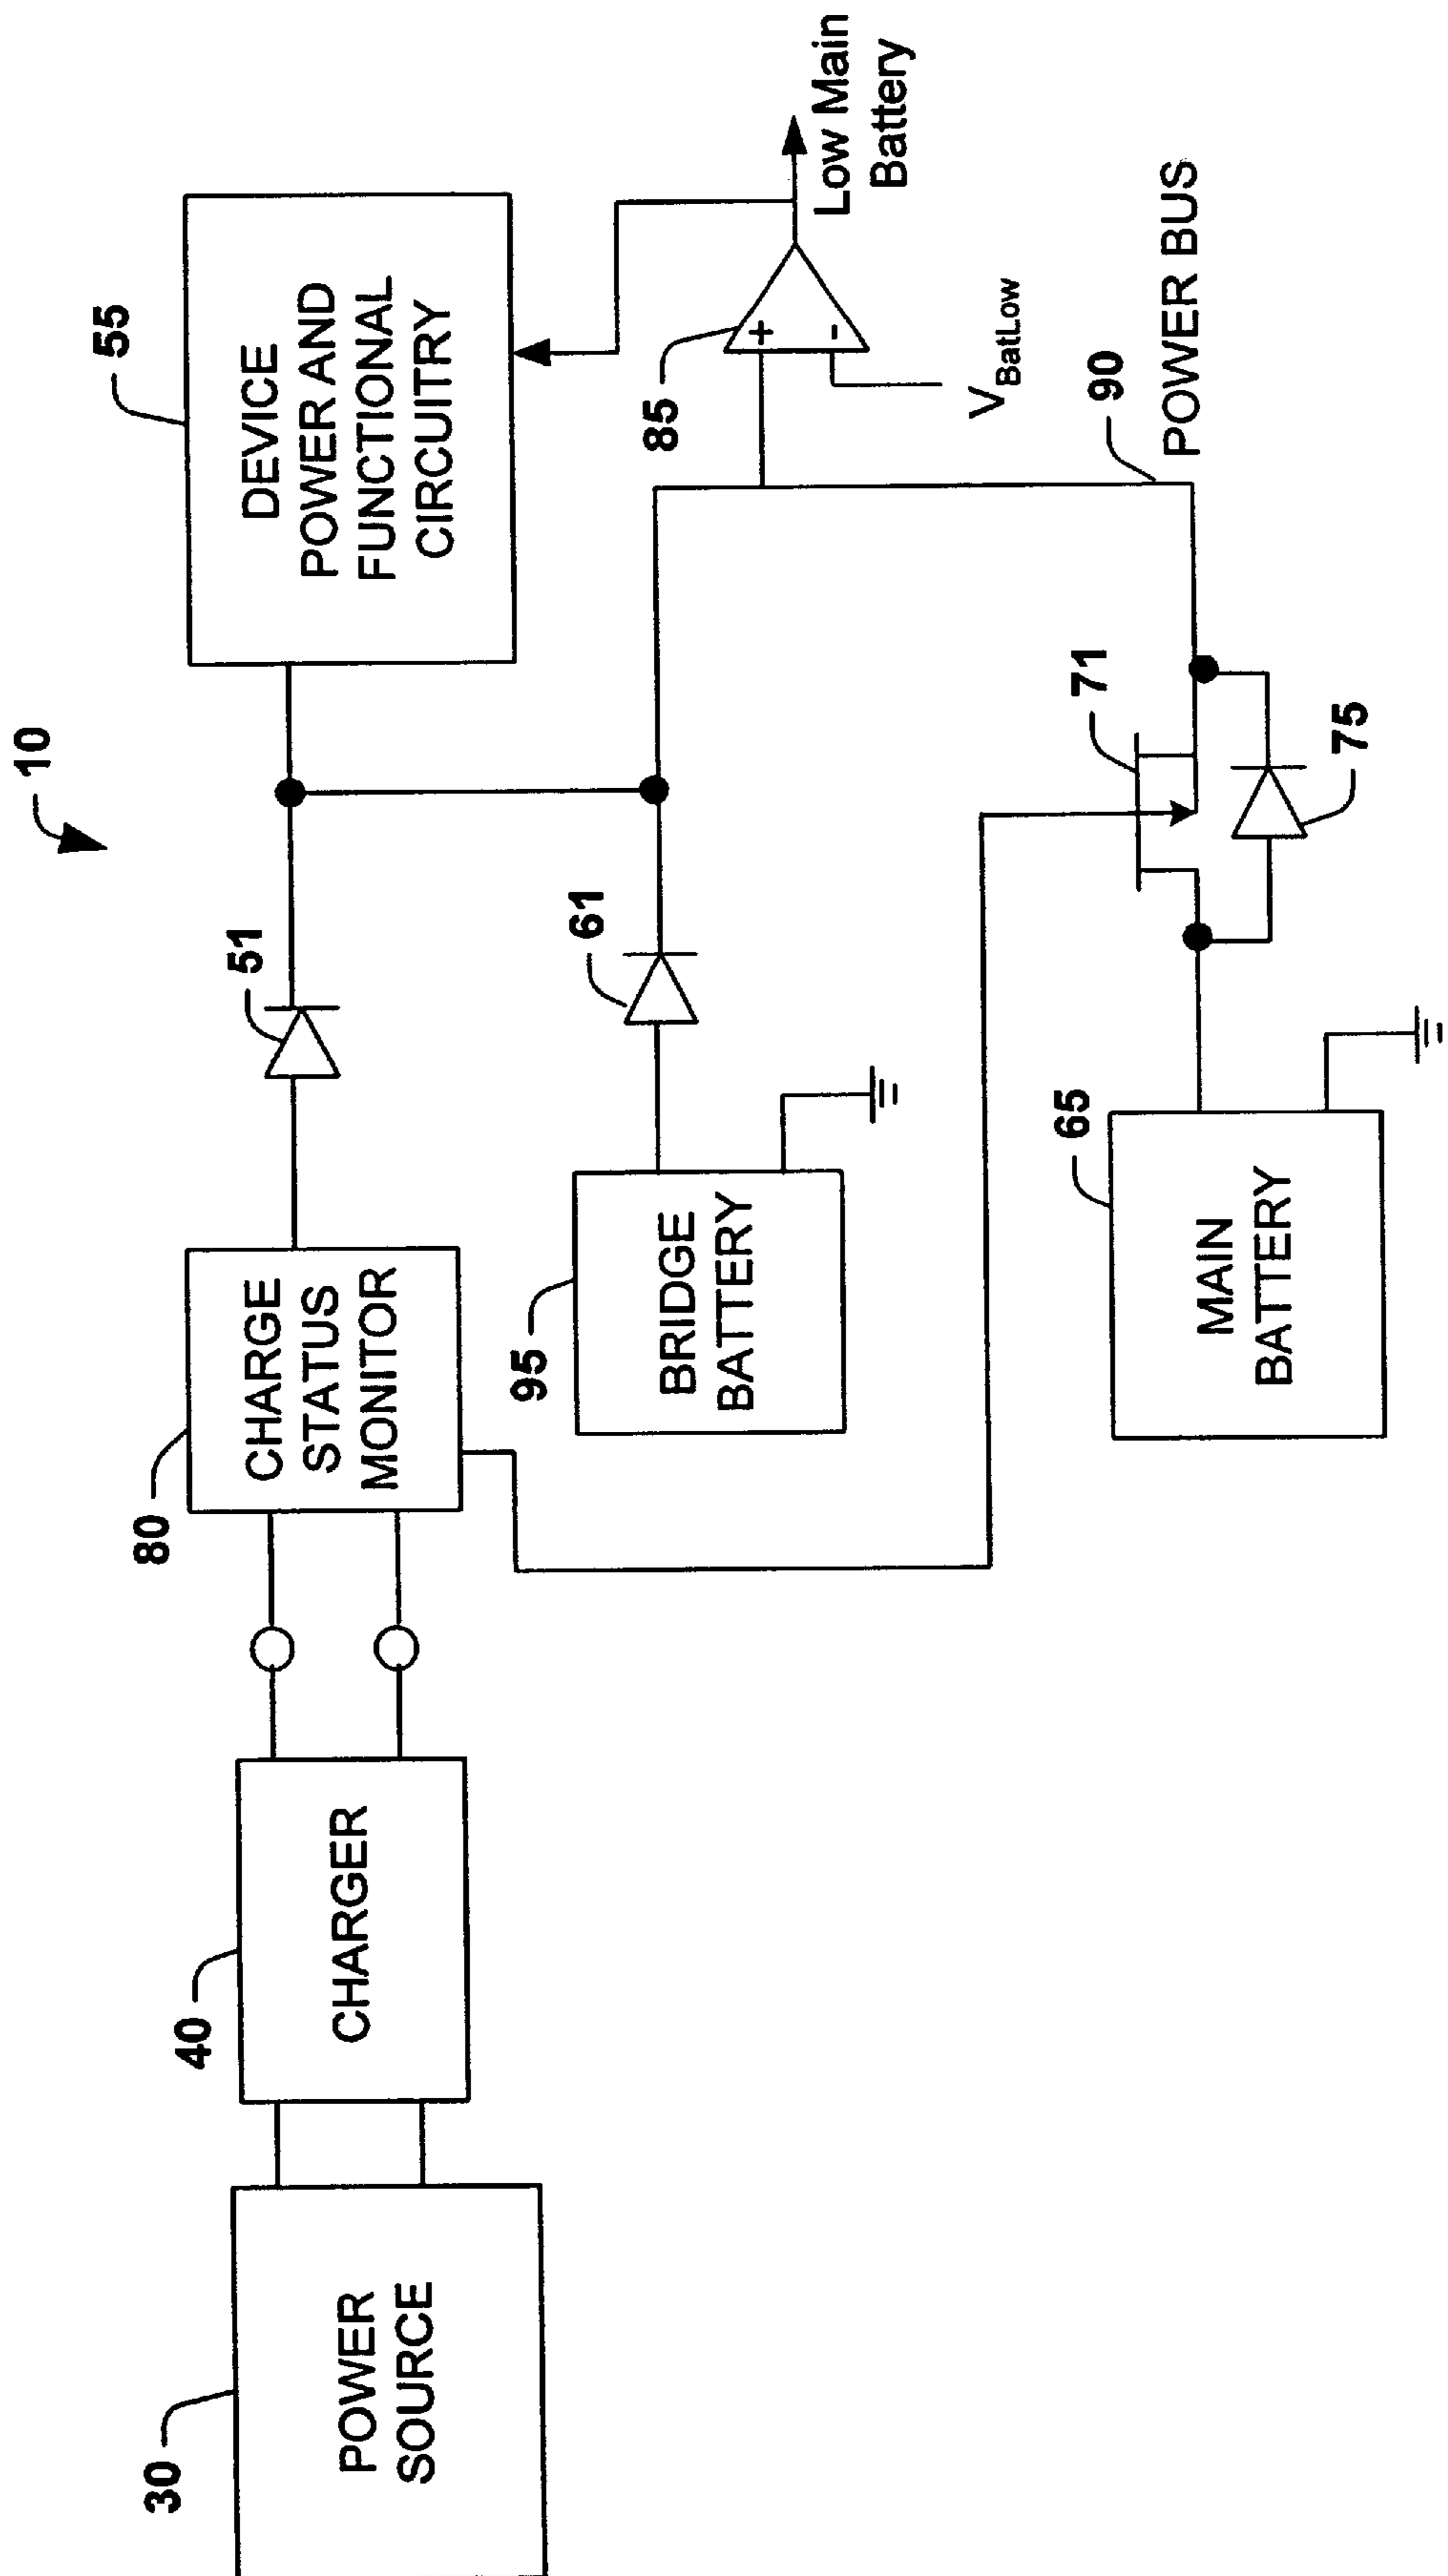 10
30
POWER
SOURCE
40
CHARGER
80
CHARGE
STATUS
MONITOR
51
55
DEVICE
POWER AND
FUNCTIONAL
CIRCUITRY
95
BRIDGE
BATTERY
61
85
+
-
Low Main
Battery
VBatLow
90
POWER BUS
65
MAIN
BATTERY
71
75